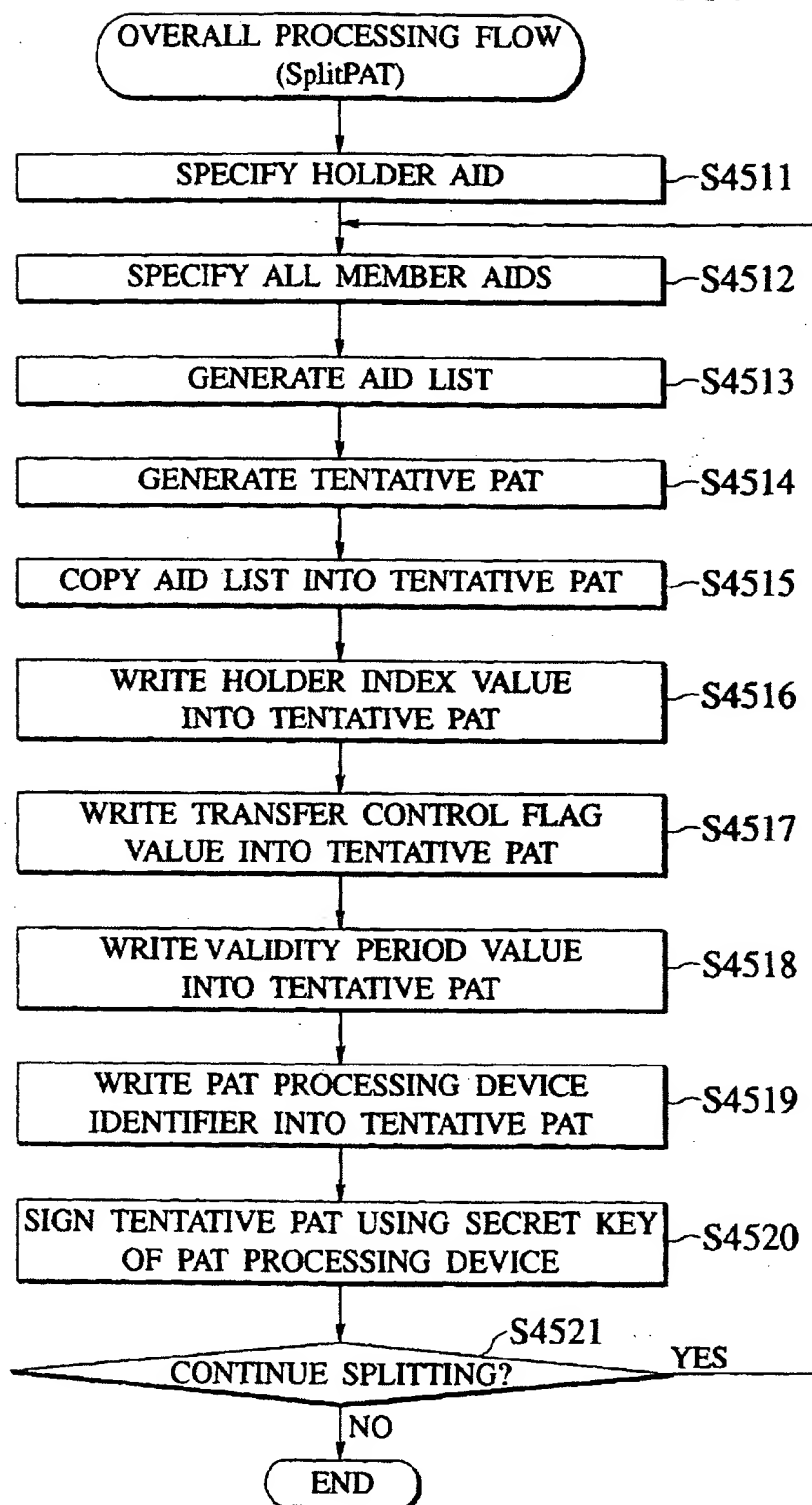 OVERALL PROCESSING FLOW
(SplitPAT)
SPECIFY HOLDER AID
S4511
SPECIFY ALL MEMBER AIDS
S4512
GENERATE AID LIST
S4513
GENERATE TENTATIVE PAT
S4514
COPY AID LIST INTO TENTATIVE PAT
S4515
WRITE HOLDER INDEX VALUE
INTO TENTATIVE PAT
S4516
WRITE TRANSFER CONTROL FLAG
VALUE INTO TENTATIVE PAT
S4517
WRITE VALIDITY PERIOD VALUE
INTO TENTATIVE PAT
S4518
WRITE PAT PROCESSING DEVICE
IDENTIFIER INTO TENTATIVE PAT
S4519
SIGN TENTATIVE PAT USING SECRET KEY
OF PAT PROCESSING DEVICE
S4520
S4521
CONTINUE SPLITTING?
YES
NO
END